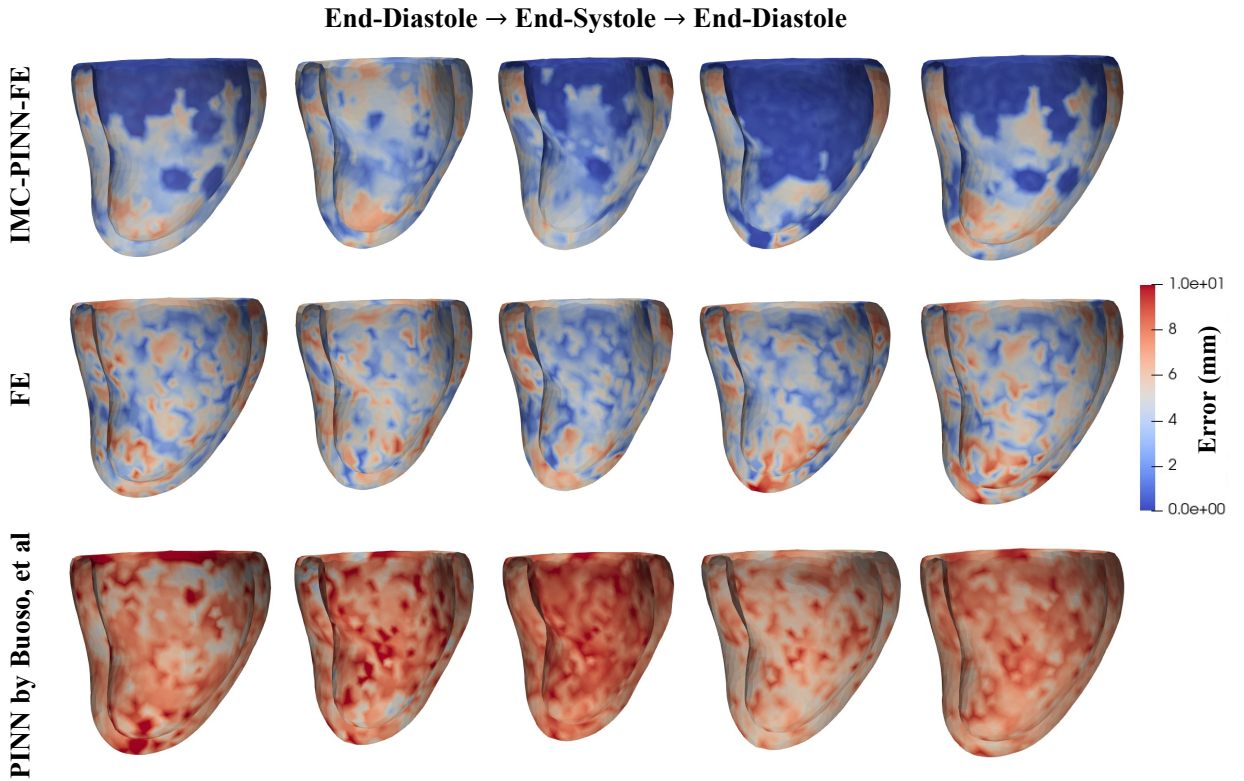 End-Diastole → End-Systole → End-Diastole
IMC-PINN-FE
FE
PINN by Buoso, et al
1.0e+01
8
6
4
2
0.0e+00
Error (mm)